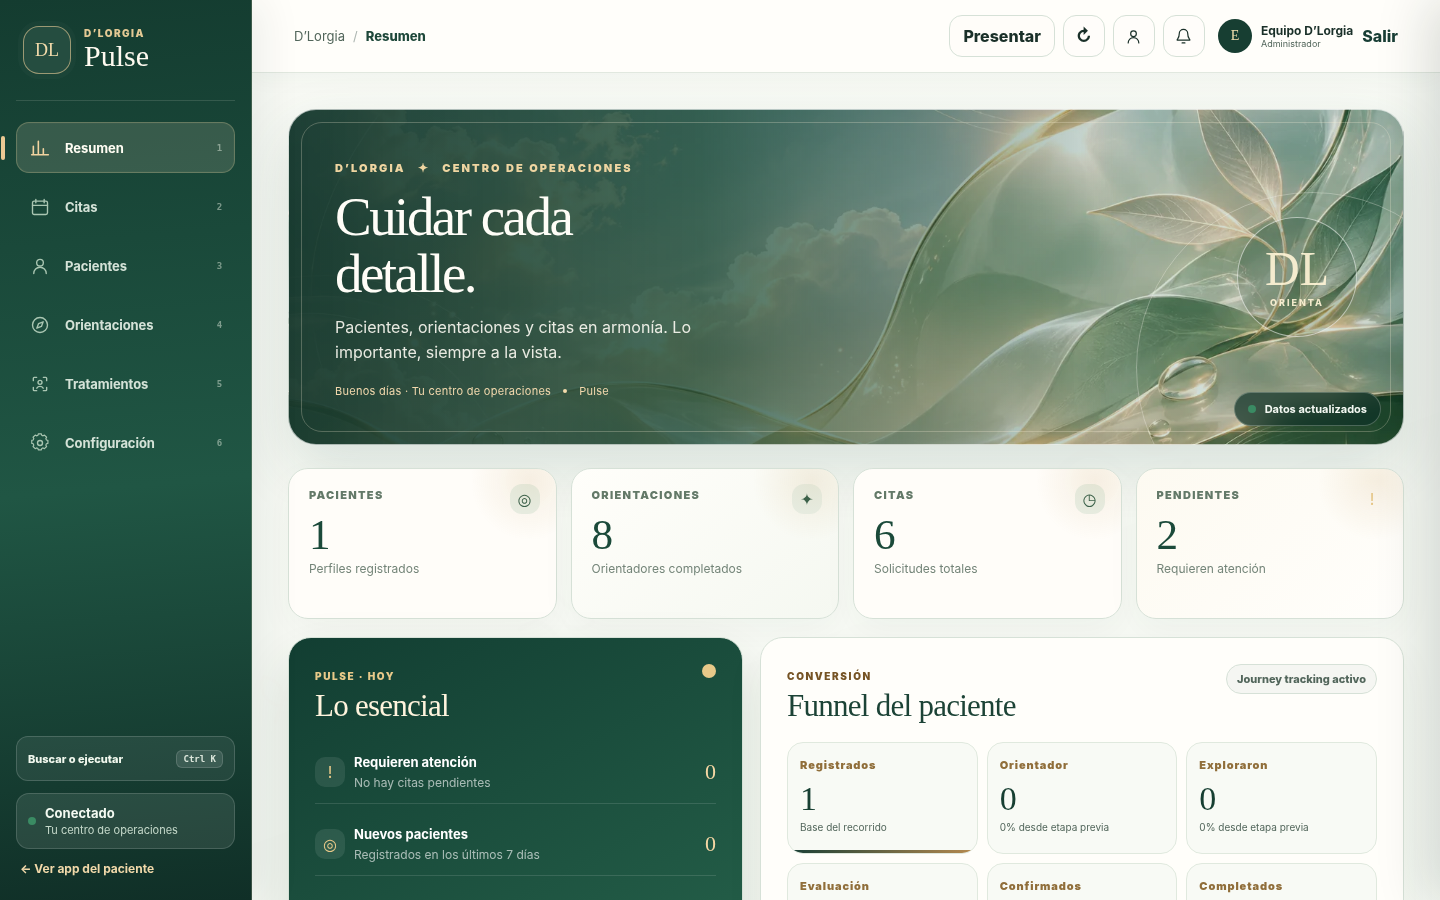 DL
D’LORGIA
Pulse
Resumen 1
Citas 2
Pacientes 3
Orientaciones 4
Tratamientos 5
Configuración 6
Buscar o ejecutar Ctrl K
Conectado
Tu centro de operaciones
← Ver app del paciente
D’Lorgia / Resumen
Presentar
E
Equipo D’Lorgia
Administrador
Salir
D’LORGIA ✦ CENTRO DE OPERACIONES
Cuidar cada
detalle.
Pacientes, orientaciones y citas en armonía. Lo
importante, siempre a la vista.
Buenos días · Tu centro de operaciones • Pulse
DL
ORIENTA
Datos actualizados
PACIENTES
1
Perfiles registrados
ORIENTACIONES
8
Orientadores completados
CITAS
6
Solicitudes totales
PENDIENTES
!
2
Requieren atención
PULSE · HOY
Lo esencial
!
Requieren atención
No hay citas pendientes
0
Nuevos pacientes
Registrados en los últimos 7 días
0
CONVERSIÓN
Funnel del paciente
Journey tracking activo
Registrados
1
Base del recorrido
Orientador
0
0% desde etapa previa
Exploraron
0
0% desde etapa previa
Evaluación
Confirmados
Completados